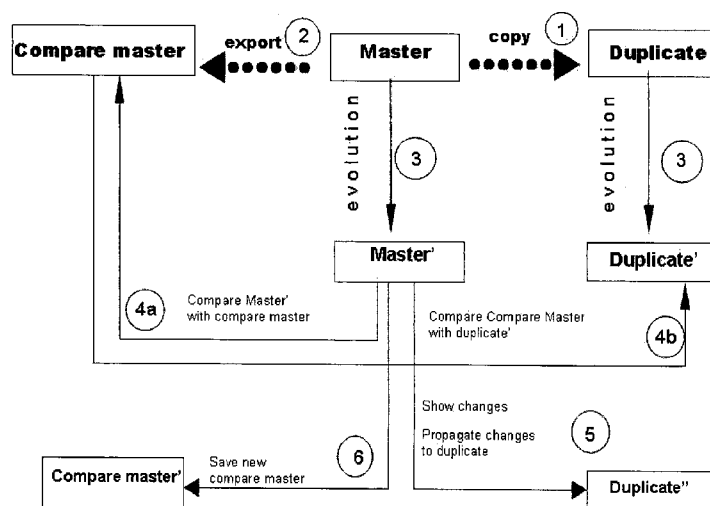 Compare master
export
2
Master
copy
1
Duplicate
evolution
3
evolution
3
Master'
Duplicate'
4a
Compare Master'
with compare master
Compare Compare Master
with duplicate'
4b
Show changes
Propagate changes
to duplicate
5
6
Save new
compare master
Compare master'
Duplicate''